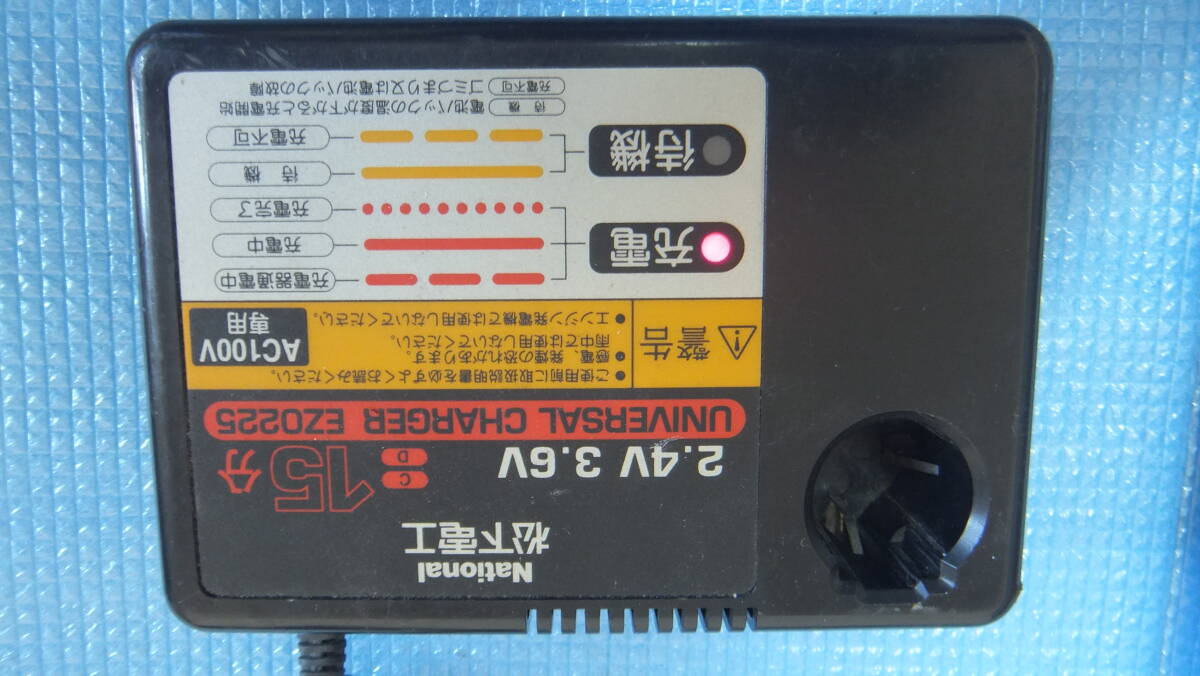 National
松下電工
2.4V 3.6V
C
D
15分
UNIVERSAL CHARGER EZ0225
警告
● ご使用前に取扱説明書を必ずよくお読みください。
● 感電、発煙の恐れがあります。
雨中では使用しないでください。
● エンジン発電機では使用しないでください。
AC100V
専用
充電
充電器通電中
充電中
充電完了
待機
待 機
充電不可
待 機 電池パックの温度が下がると充電開始
充電不可 ゴミづまり又は電池パックの故障